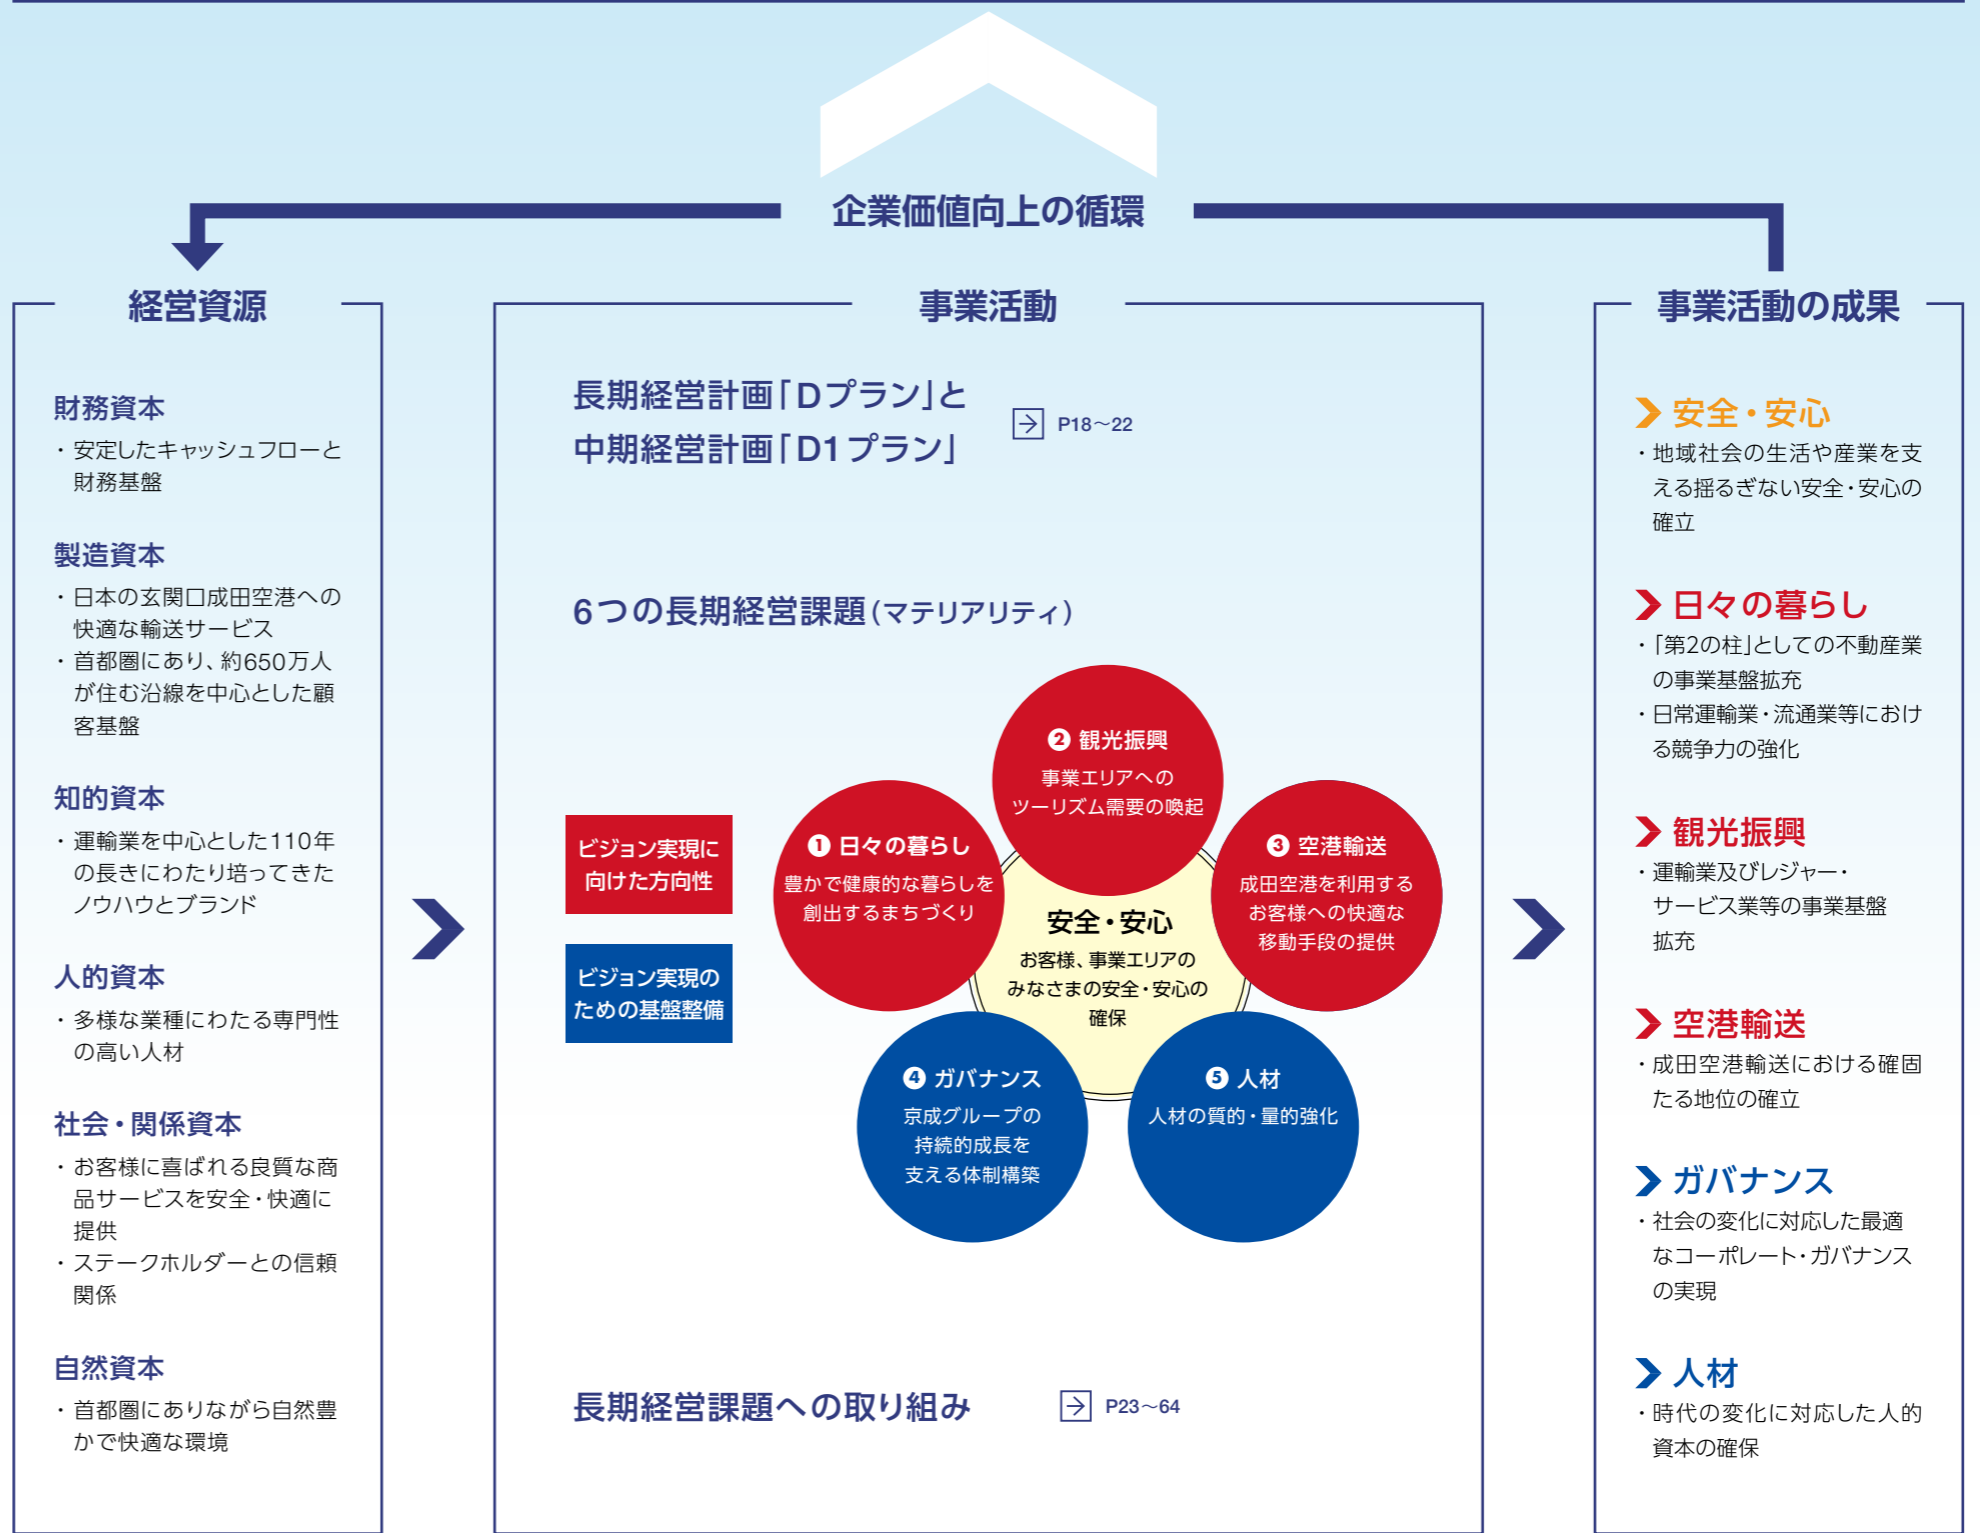 企業価値向上の循環
経営資源
財務資本
・安定したキャッシュフローと
財務基盤
製造資本
・日本の玄関口成田空港への
快適な輸送サービス
・首都圏にあり、約650万人
が住む沿線を中心とした顧
客基盤
知的資本
・運輸業を中心とした110年
の長きにわたり培ってきた
ノウハウとブランド
人的資本
・多様な業種にわたる専門性
の高い人材
社会・関係資本
・お客様に喜ばれる良質な商
品サービスを安全・快適に
提供
・ステークホルダーとの信頼
関係
自然資本
・首都圏にありながら自然豊
かで快適な環境
事業活動
長期経営計画「Dプラン」と
中期経営計画「D1プラン」
P18～22
6つの長期経営課題(マテリアリティ)
ビジョン実現に
向けた方向性
ビジョン実現の
ための基盤整備
❶ 日々の暮らし
豊かで健康的な暮らしを
創出するまちづくり
❷ 観光振興
事業エリアへの
ツーリズム需要の喚起
❸ 空港輸送
成田空港を利用する
お客様への快適な
移動手段の提供
安全・安心
お客様、事業エリアの
みなさまの安全・安心の
確保
❹ ガバナンス
京成グループの
持続的成長を
支える体制構築
❺ 人材
人材の質的・量的強化
長期経営課題への取り組み
P23～64
事業活動の成果
安全・安心
・地域社会の生活や産業を支
える揺るぎない安全・安心の
確立
日々の暮らし
・「第2の柱」としての不動産業
の事業基盤拡充
・日常運輸業・流通業等におけ
る競争力の強化
観光振興
・運輸業及びレジャー・
サービス業等の事業基盤
拡充
空港輸送
・成田空港輸送における確固
たる地位の確立
ガバナンス
・社会の変化に対応した最適
なコーポレート・ガバナンス
の実現
人材
・時代の変化に対応した人的
資本の確保